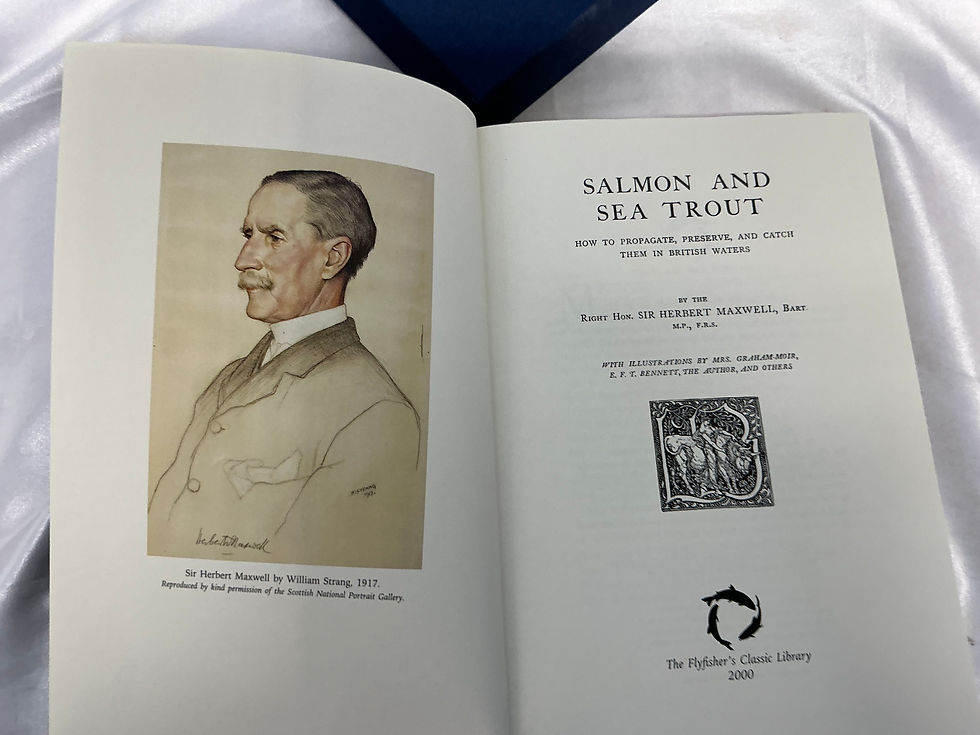 Herbert Maxwell
Sir Herbert Maxwell by William Strang, 1917.
Reproduced by kind permission of the Scottish National Portrait Gallery.
SALMON AND
SEA TROUT
HOW TO PROPAGATE, PRESERVE, AND CATCH
THEM IN BRITISH WATERS
BY THE
RIGHT HON. SIR HERBERT MAXWELL, BART.
M.P., F.R.S.
WITH ILLUSTRATIONS BY MRS. GRAHAM-MOIR,
E. F. T. BENNETT, THE AUTHOR, AND OTHERS
The Flyfisher's Classic Library
2000